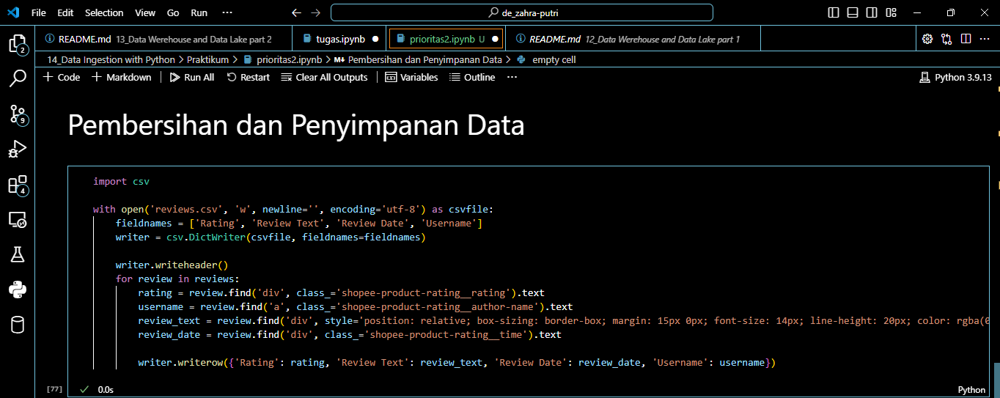 File Edit Selection View Go Run ··· de_zahra-putri
README.md 13_Data Werehouse and Data Lake part 2 tugas.ipynb prioritas2.ipynb U README.md 12_Data Werehouse and Data Lake part 1
14_Data Ingestion with Python > Praktikum > prioritas2.ipynb > M↓ Pembersihan dan Penyimpanan Data > empty cell
+ Code + Markdown Run All Restart Clear All Outputs Variables Outline ··· Python 3.9.13
2
9
4
Pembersihan dan Penyimpanan Data
import csv
with open('reviews.csv', 'w', newline='', encoding='utf-8') as csvfile:
fieldnames = ['Rating', 'Review Text', 'Review Date', 'Username']
writer = csv.DictWriter(csvfile, fieldnames=fieldnames)
writer.writeheader()
for review in reviews:
rating = review.find('div', class_='shopee-product-rating__rating').text
username = review.find('a', class_='shopee-product-rating__author-name').text
review_text = review.find('div', style='position: relative; box-sizing: border-box; margin: 15px 0px; font-size: 14px; line-height: 20px; color: rgba(0
review_date = review.find('div', class_='shopee-product-rating__time').text
writer.writerow({'Rating': rating, 'Review Text': review_text, 'Review Date': review_date, 'Username': username})
[77] 0.0s Python